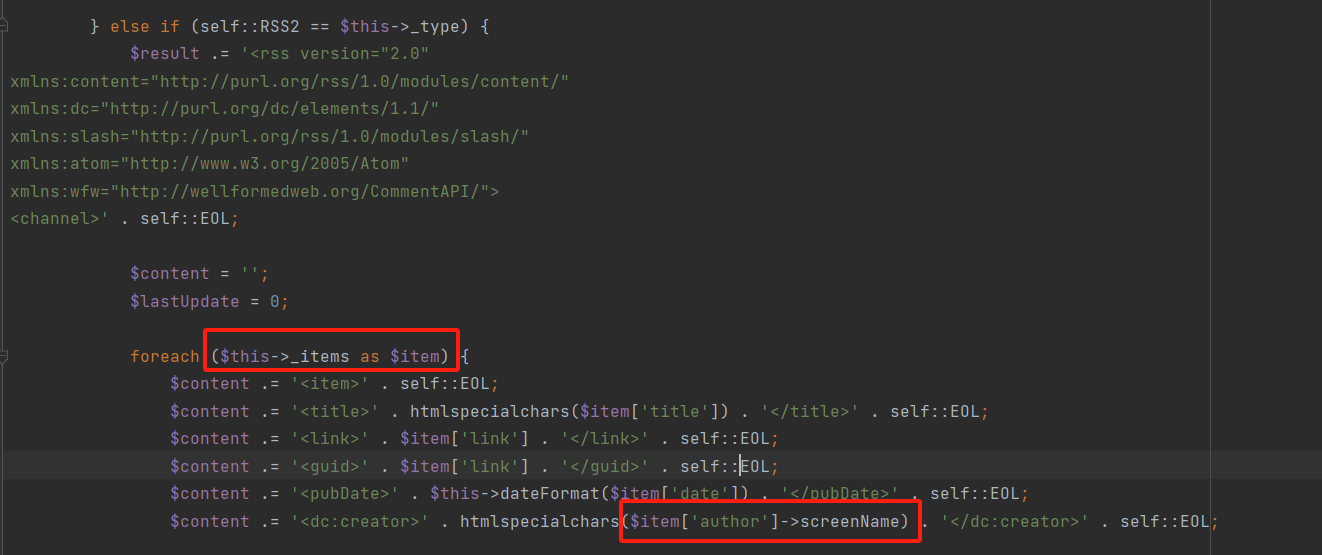 } else if (self::RSS2 == $this->_type) {
$result .= '<rss version="2.0"
xmlns:content="http://purl.org/rss/1.0/modules/content/"
xmlns:dc="http://purl.org/dc/elements/1.1/"
xmlns:slash="http://purl.org/rss/1.0/modules/slash/"
xmlns:atom="http://www.w3.org/2005/Atom"
xmlns:wfw="http://wellformedweb.org/CommentAPI/">
<channel>' . self::EOL;
$content = '';
$lastUpdate = 0;
foreach ($this->_items as $item) {
$content .= '<item>' . self::EOL;
$content .= '<title>' . htmlspecialchars($item['title']) . '</title>' . self::EOL;
$content .= '<link>' . $item['link'] . '</link>' . self::EOL;
$content .= '<guid>' . $item['link'] . '</guid>' . self::EOL;
$content .= '<pubDate>' . $this->dateFormat($item['date']) . '</pubDate>' . self::EOL;
$content .= '<dc:creator>' . htmlspecialchars($item['author']->screenName) . '</dc:creator>' . self::EOL;